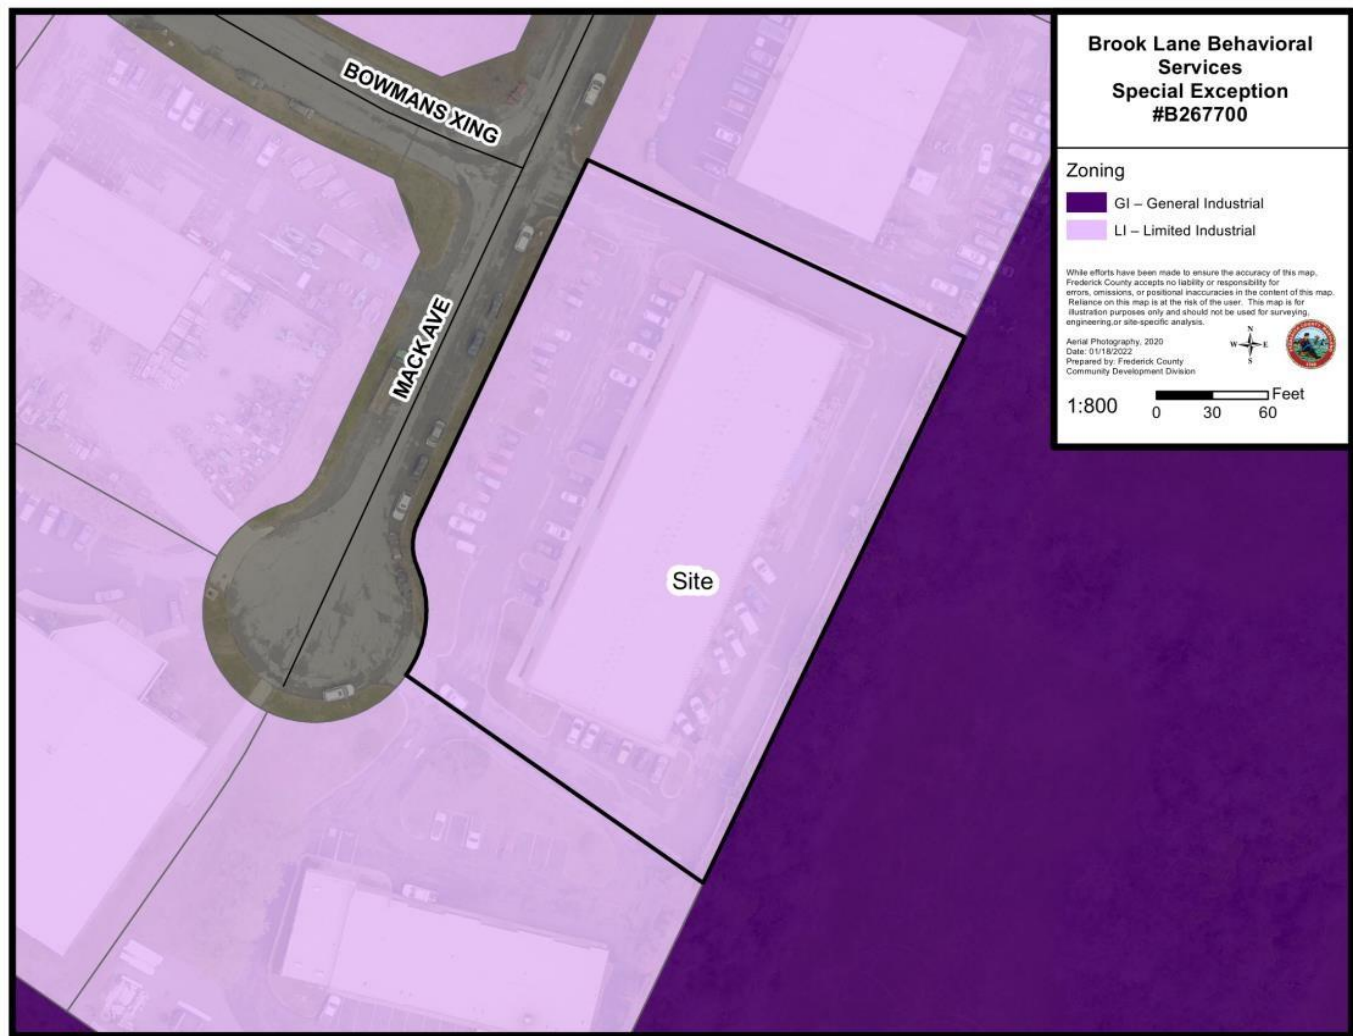 Brook Lane Behavioral
Services
Special Exception
#B267700
Zoning
GI – General Industrial
LI – Limited Industrial
While efforts have been made to ensure the accuracy of this map,
Frederick County accepts no liability or responsibility for
errors, omissions, or positional inaccuracies in the content of this map.
Reliance on this map is at the risk of the user. This map is for
illustration purposes only and should not be used for surveying,
engineering,or site-specific analysis.
Aerial Photography, 2020
Date: 01/18/2022
Prepared by: Frederick County
Community Development Division
N
W E
S
1:800
Feet
0 30 60
BOWMANS XING
MACK AVE
Site